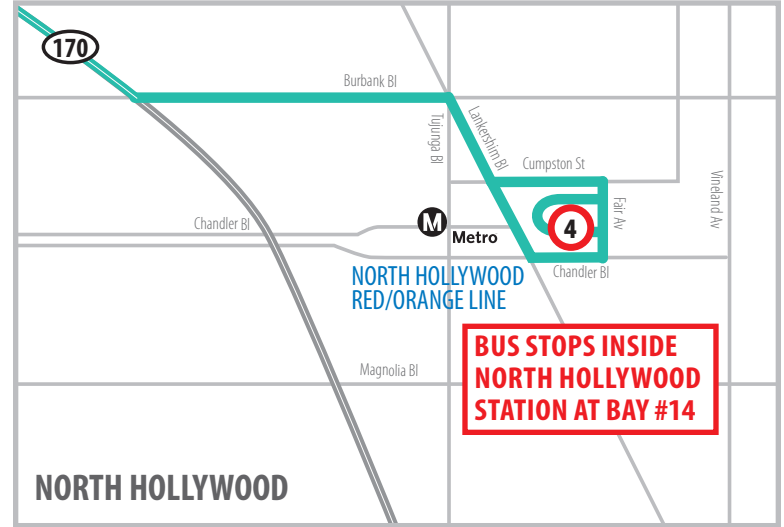 170
Burbank Bl
Tujunga Bl
Lankershim Bl
Cumpston St
Fair Av
Vineland Av
4
M
Metro
Chandler Bl
Chandler Bl
NORTH HOLLYWOOD
RED/ORANGE LINE
BUS STOPS INSIDE
NORTH HOLLYWOOD
STATION AT BAY #14
Magnolia Bl
NORTH HOLLYWOOD